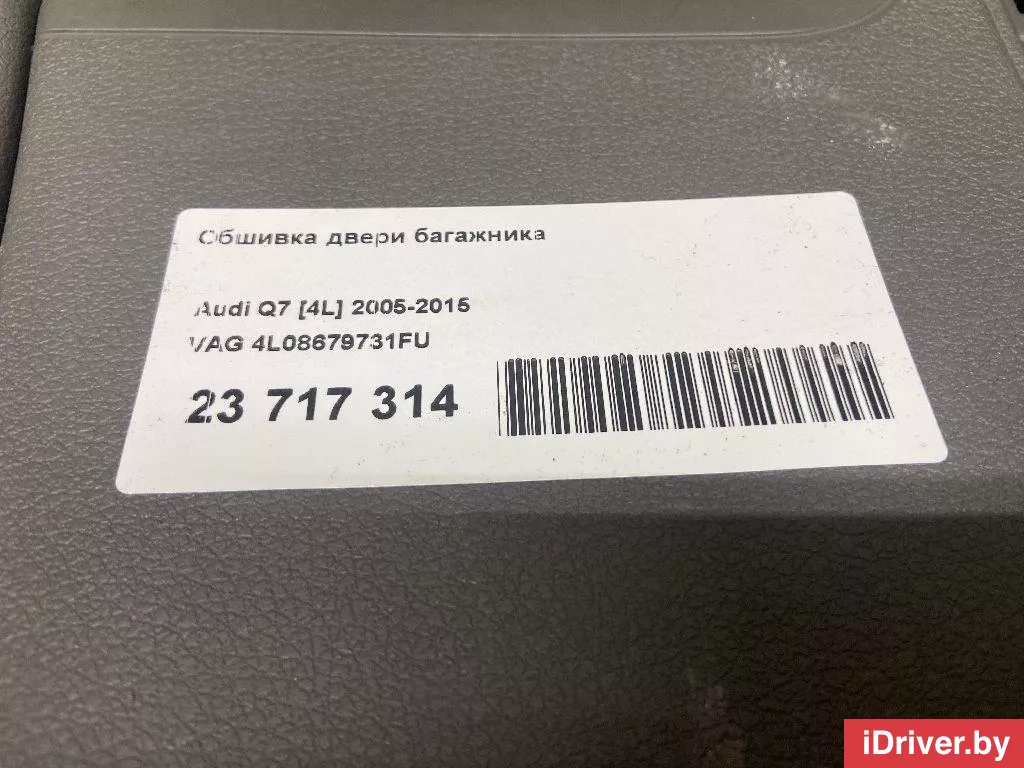 Обшивка двери багажника
Audi Q7 [4L] 2005-2015
VAG 4L08679731FU
23 717 314
iDriver.by